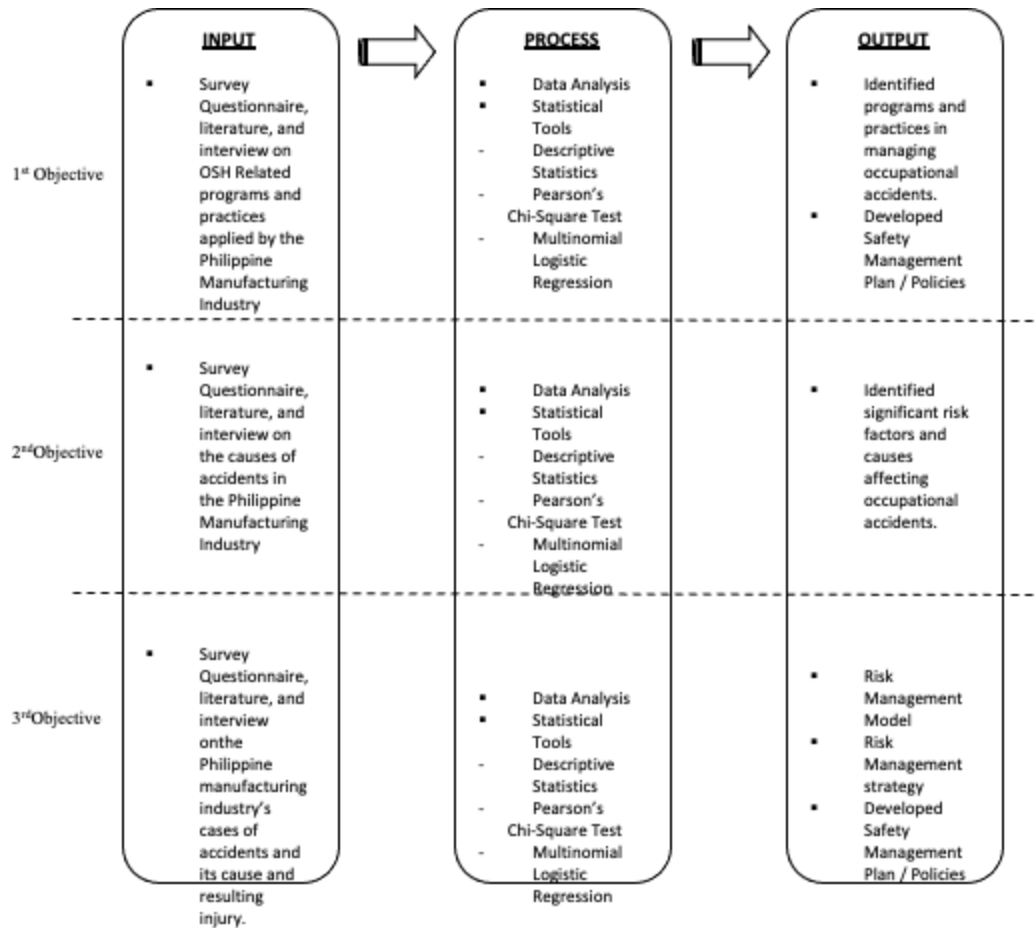 INPUT
PROCESS
OUTPUT
1st Objective
▪ Survey
Questionnaire,
literature, and
interview on
OSH Related
programs and
practices
applied by the
Philippine
Manufacturing
Industry
▪ Data Analysis
▪ Statistical
Tools
- Descriptive
Statistics
- Pearson's
Chi-Square Test
- Multinomial
Logistic
Regression
▪ Identified
programs and
practices in
managing
occupational
accidents.
▪ Developed
Safety
Management
Plan / Policies
2ndObjective
▪ Survey
Questionnaire,
literature, and
interview on
the causes of
accidents in
the Philippine
Manufacturing
Industry
▪ Data Analysis
▪ Statistical
Tools
- Descriptive
Statistics
- Pearson's
Chi-Square Test
- Multinomial
Logistic
Regression
▪ Identified
significant risk
factors and
causes
affecting
occupational
accidents.
3rdObjective
▪ Survey
Questionnaire,
literature, and
interview
onthe
Philippine
manufacturing
industry's
cases of
accidents and
its cause and
resulting
injury.
▪ Data Analysis
▪ Statistical
Tools
- Descriptive
Statistics
- Pearson's
Chi-Square Test
- Multinomial
Logistic
Regression
▪ Risk
Management
Model
▪ Risk
Management
strategy
▪ Developed
Safety
Management
Plan / Policies